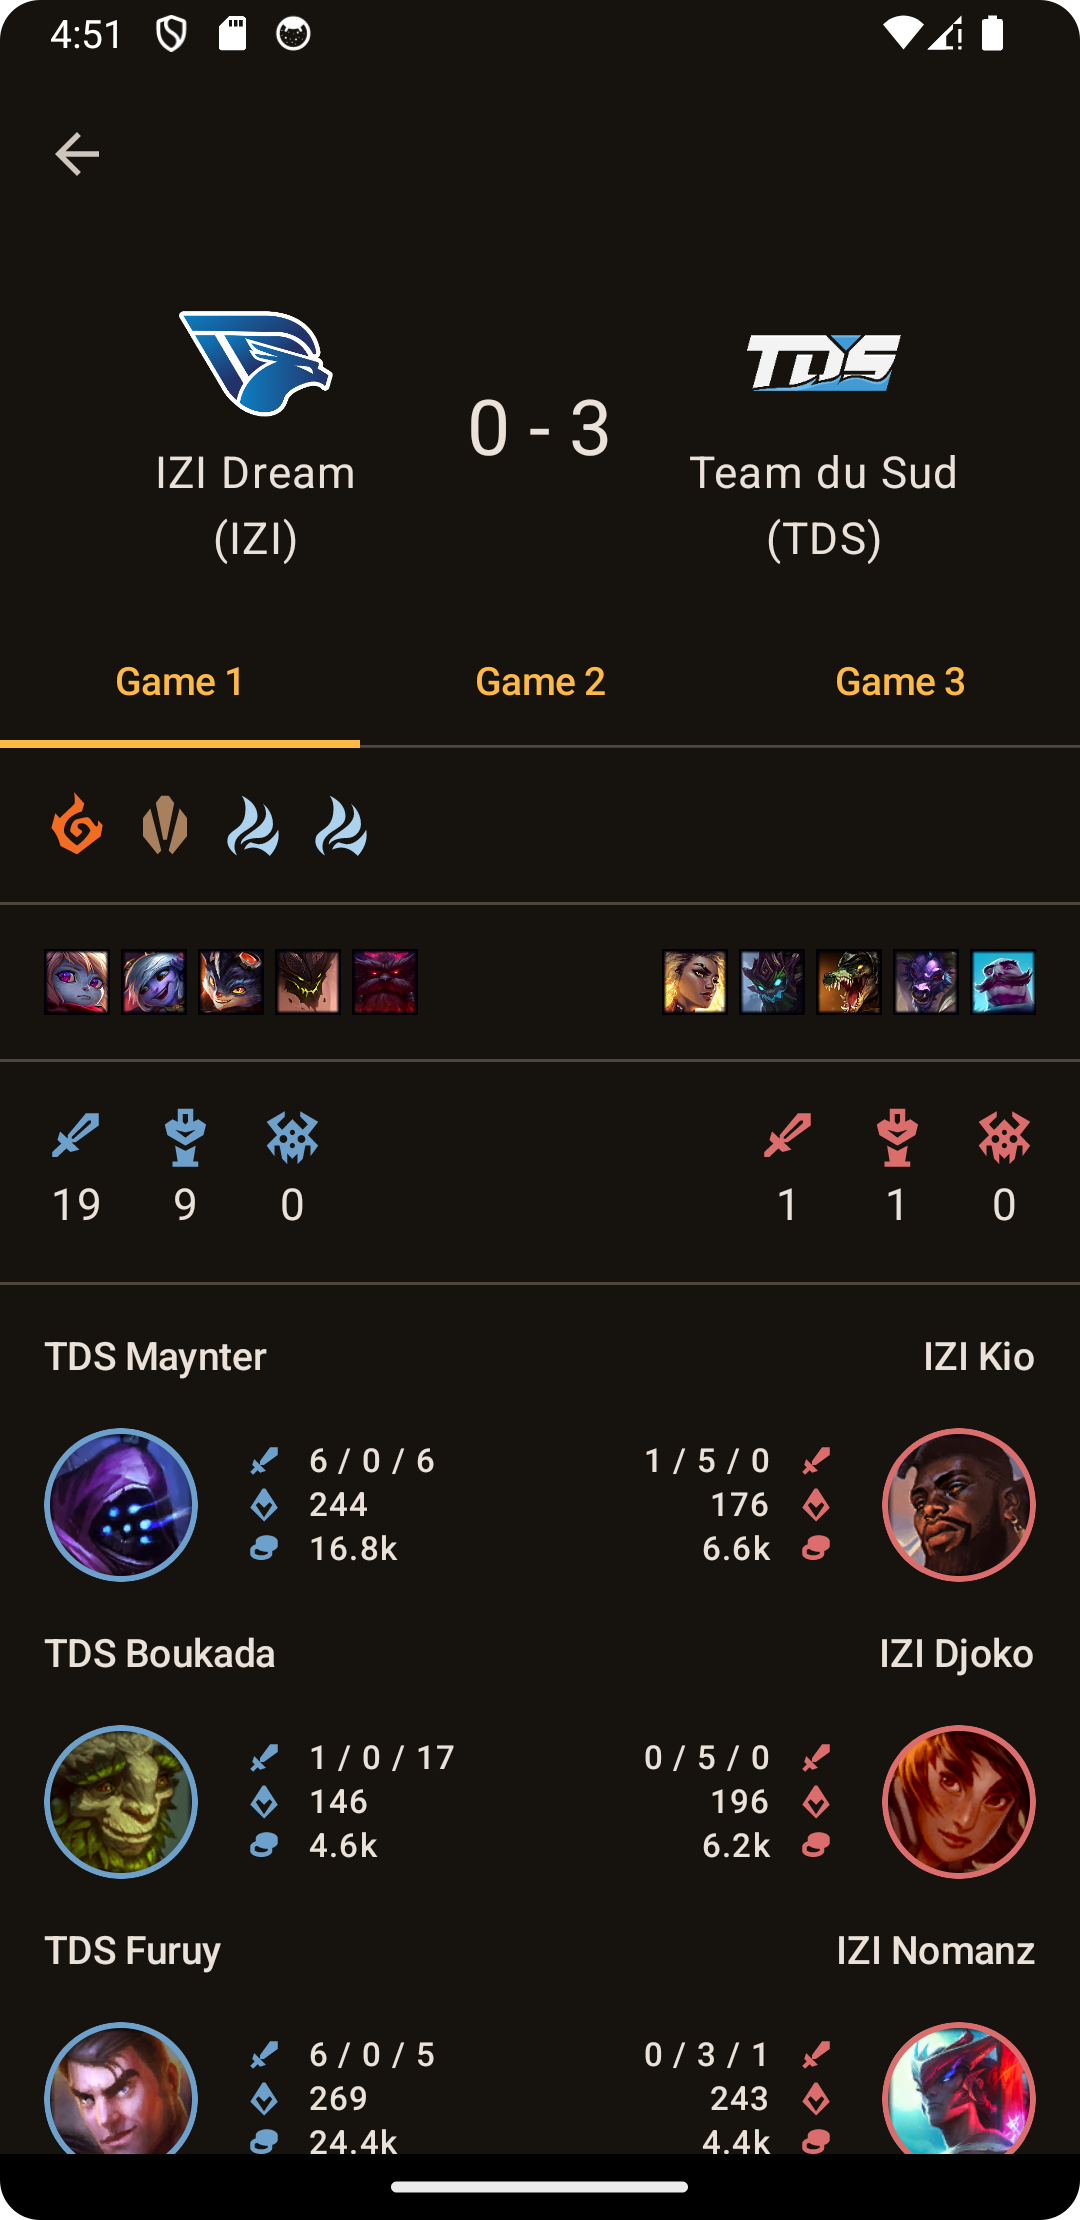 4:51
TDS
0 - 3
IZI Dream
(IZI)
Team du Sud
(TDS)
Game 1
Game 2
Game 3
19
9
0
1
1
0
TDS Maynter
IZI Kio
6 / 0 / 6
1 / 5 / 0
244
176
16.8k
6.6k
TDS Boukada
IZI Djoko
1 / 0 / 17
0 / 5 / 0
146
196
4.6k
6.2k
TDS Furuy
IZI Nomanz
6 / 0 / 5
0 / 3 / 1
269
243
24.4k
4.4k